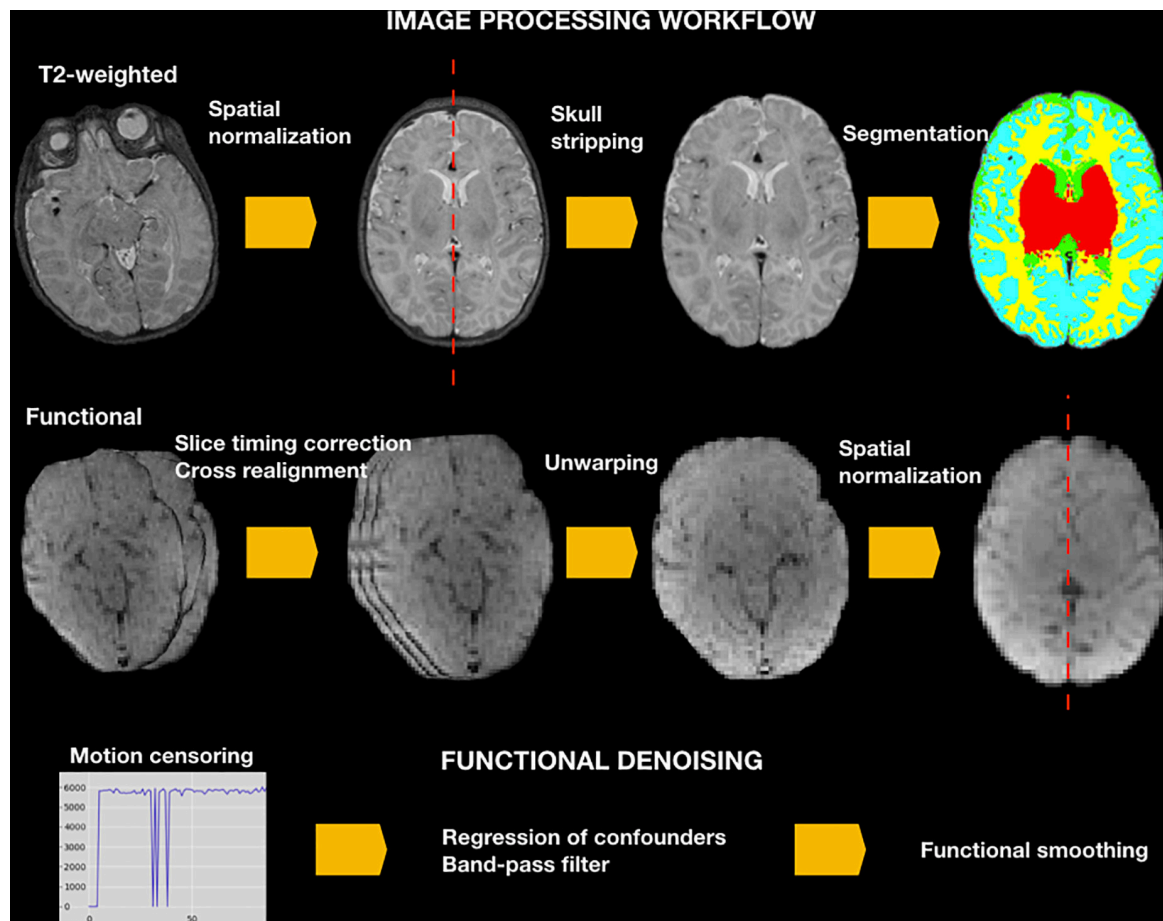 IMAGE PROCESSING WORKFLOW
T2-weighted
Spatial
normalization
Skull
stripping
Segmentation
Functional
Slice timing correction
Cross realignment
Unwarping
Spatial
normalization
Motion censoring
6000
5000
4000
3000
2000
1000
0
0
50
FUNCTIONAL DENOISING
Regression of confounders
Band-pass filter
Functional smoothing